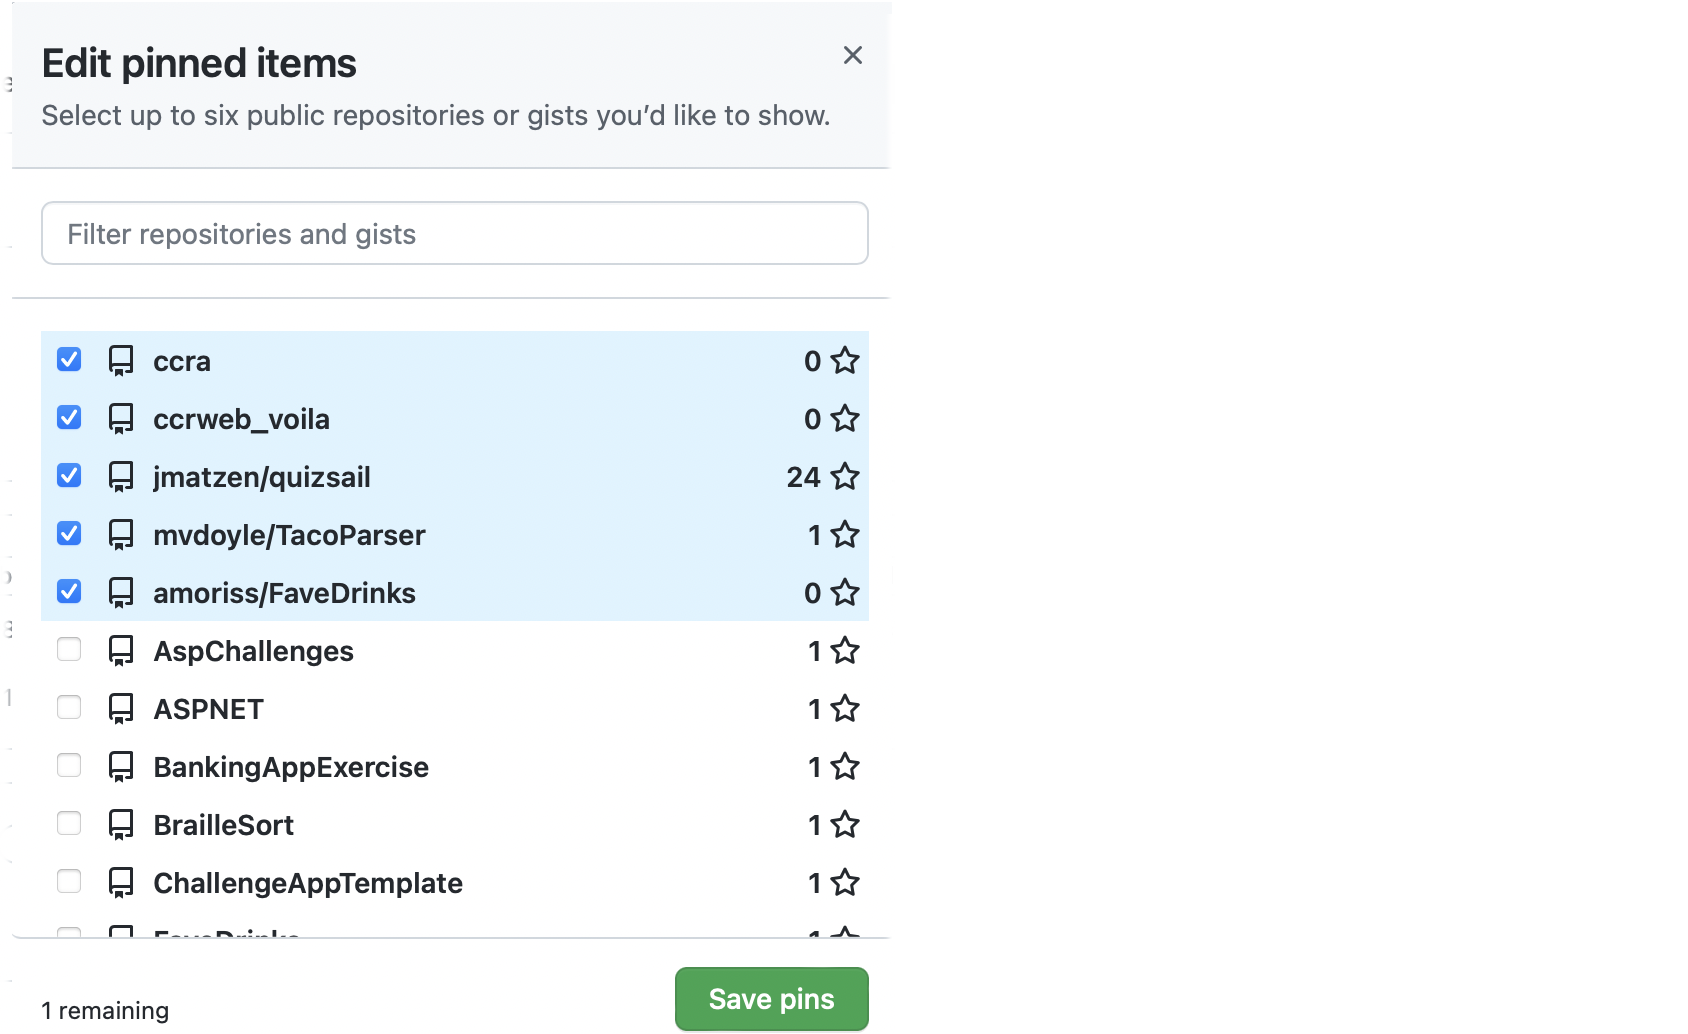 Edit pinned items
Select up to six public repositories or gists you’d like to show.
Filter repositories and gists
ccra 0
ccrweb_voila 0
jmatzen/quizsail 24
mvdoyle/TacoParser 1
amoriss/FaveDrinks 0
AspChallenges 1
ASPNET 1
BankingAppExercise 1
BrailleSort 1
ChallengeAppTemplate 1
FaveDrinks 1
1 remaining
Save pins